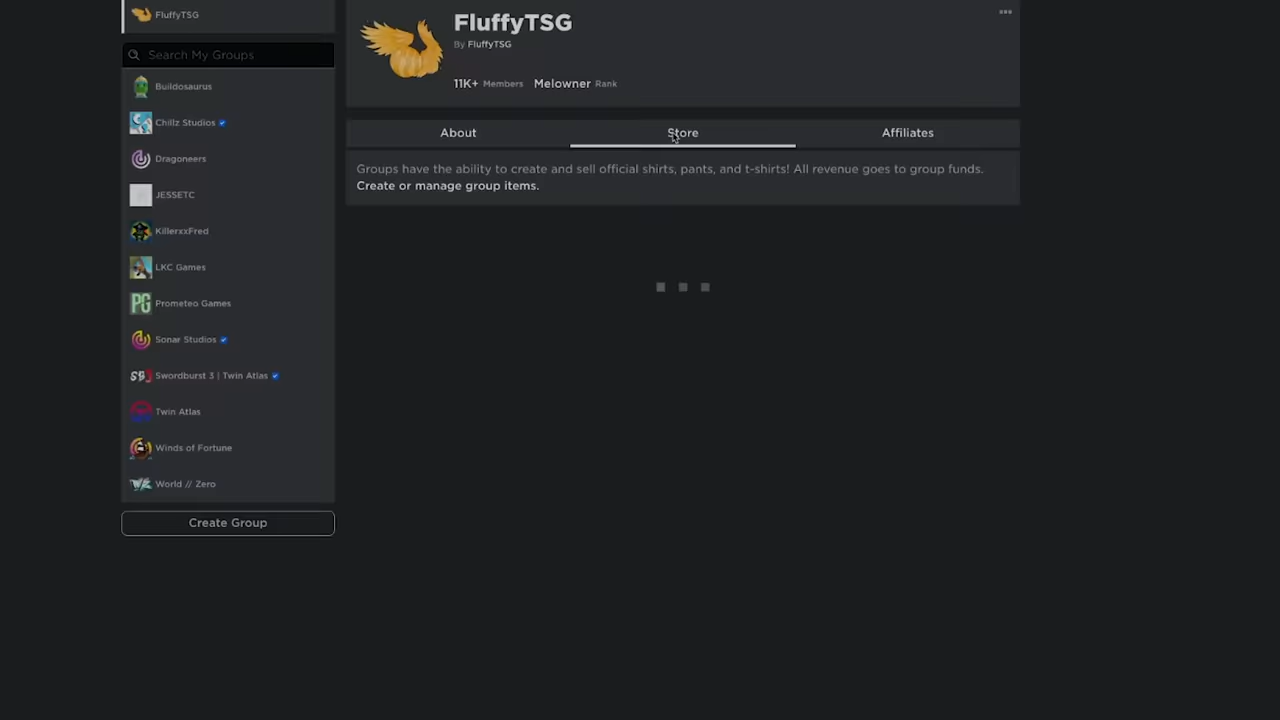 FluffyTSG
Search My Groups
Buildosaurus
Chillz Studios
Dragoneers
JESSETC
KillerxxFred
LKC Games
PG
Prometeo Games
Sonar Studios
Swordburst 3 | Twin Atlas
Twin Atlas
Winds of Fortune
World // Zero
Create Group
FluffyTSG
By FluffyTSG
11K+ Members Melowner Rank
About Store Affiliates
Groups have the ability to create and sell official shirts, pants, and t-shirts! All revenue goes to group funds.
Create or manage group items.